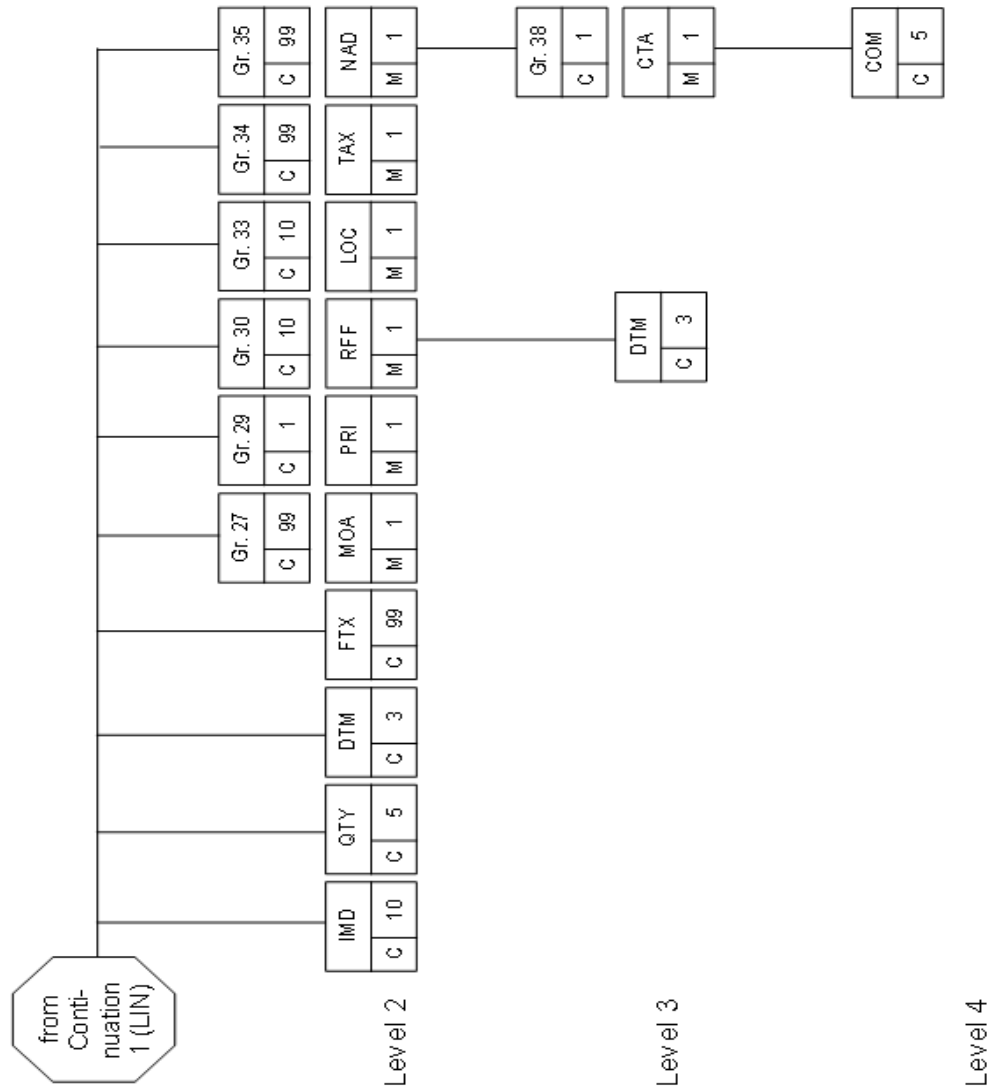 from
Conti-
nuation
1 (LIN)
Gr. 27
C 99
Gr. 29
C 1
Gr. 30
C 10
Gr. 33
C 10
Gr. 34
C 99
Gr. 35
C 99
Level 2
IMD
C 10
QTY
C 5
DTM
C 3
FTX
C 99
MOA
M 1
PRI
M 1
RFF
M 1
LOC
M 1
TAX
M 1
NAD
M 1
Gr. 38
C 1
Level 3
DTM
C 3
CTA
M 1
Level 4
COM
C 5